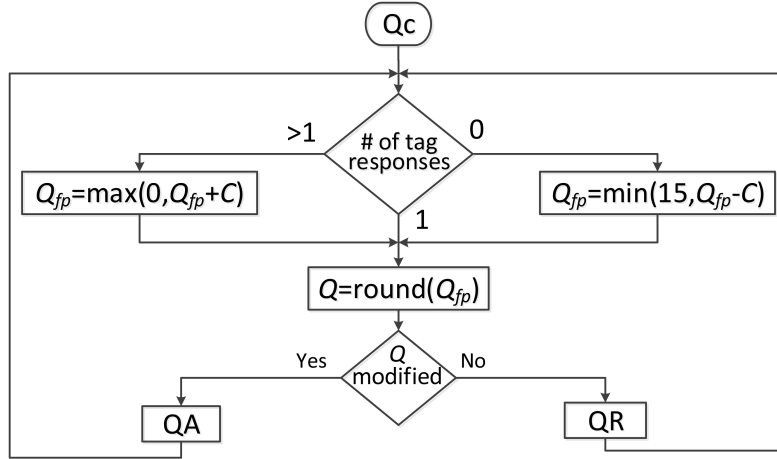 Qc
>1
# of tag
responses
0
Qfp=max(0,Qfp+C)
Qfp=min(15,Qfp-C)
1
Q=round(Qfp)
Yes
Q
modified
No
QA
QR